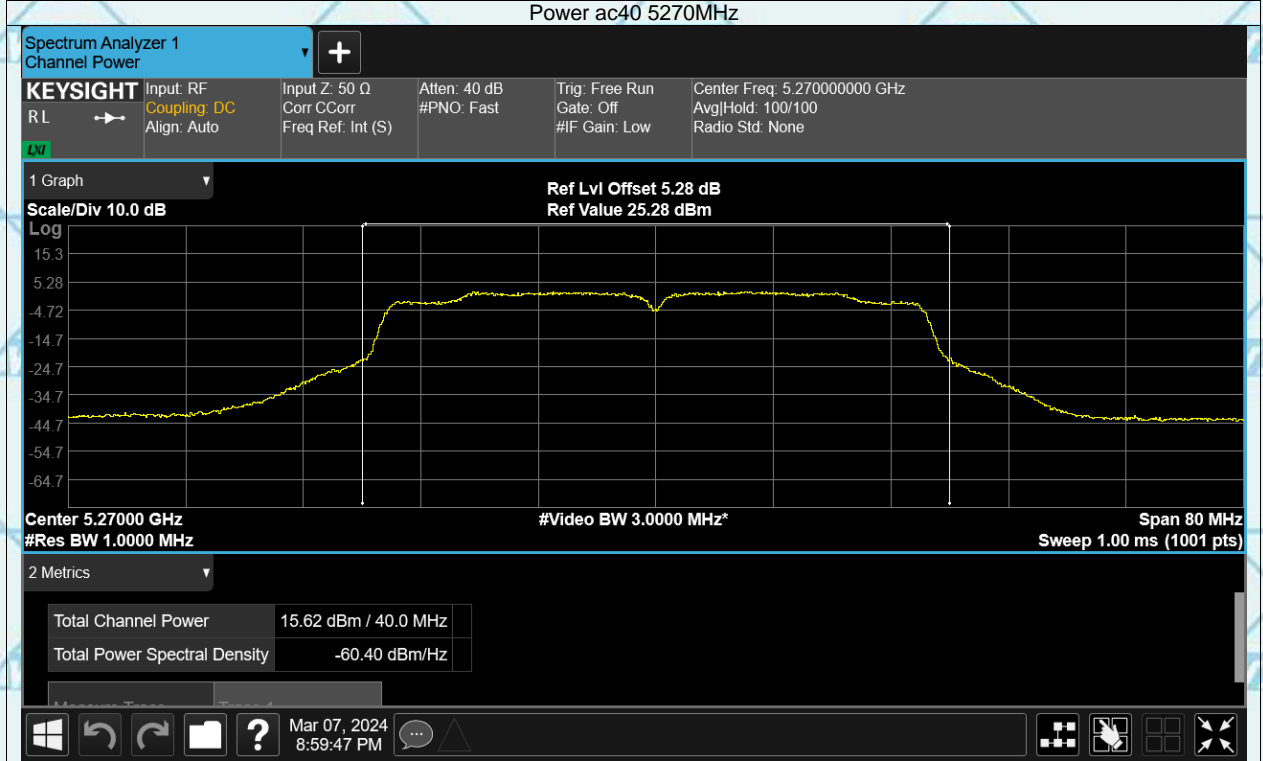 Power ac40 5270MHz
Spectrum Analyzer 1
Channel Power
KEYSIGHT
R L
LXI
Input: RF
Coupling: DC
Align: Auto
Input Z: 50 Ω
Corr CCorr
Freq Ref: Int (S)
Atten: 40 dB
#PNO: Fast
Trig: Free Run
Gate: Off
#IF Gain: Low
Center Freq: 5.270000000 GHz
Avg|Hold: 100/100
Radio Std: None
1 Graph
Ref Lvl Offset 5.28 dB
Scale/Div 10.0 dB
Ref Value 25.28 dBm
Log
15.3
5.28
-4.72
-14.7
-24.7
-34.7
-44.7
-54.7
-64.7
Center 5.27000 GHz
#Video BW 3.0000 MHz*
Span 80 MHz
#Res BW 1.0000 MHz
Sweep 1.00 ms (1001 pts)
2 Metrics
Total Channel Power 15.62 dBm / 40.0 MHz
Total Power Spectral Density -60.40 dBm/Hz
Mar 07, 2024
8:59:47 PM